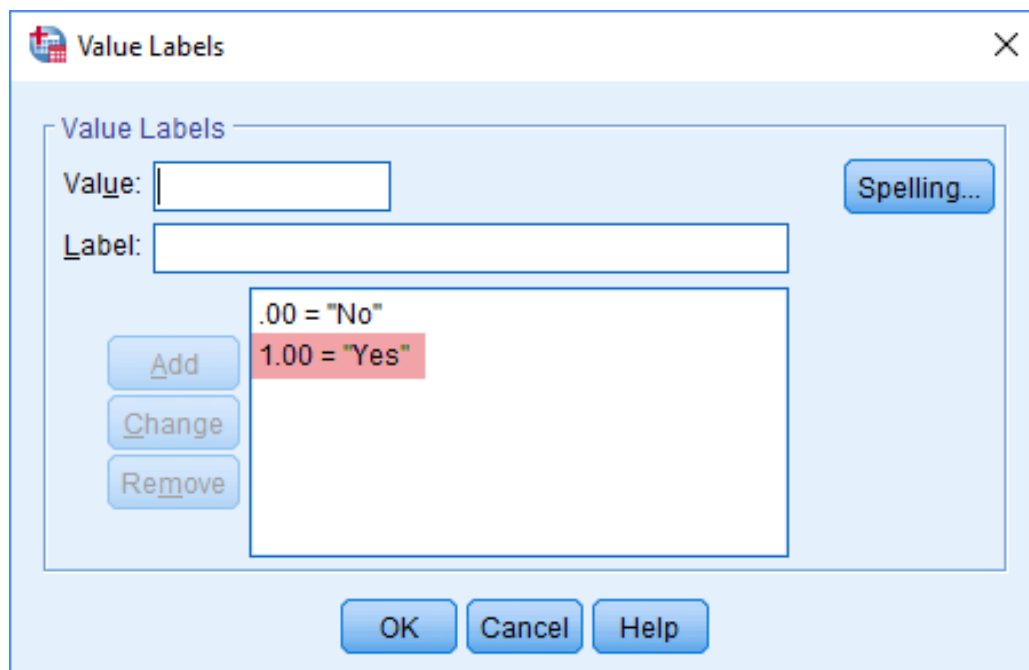 Value Labels
Value Labels
Value:
Spelling...
Label:
.00 = "No"
1.00 = "Yes"
Add
Change
Remove
OK Cancel Help